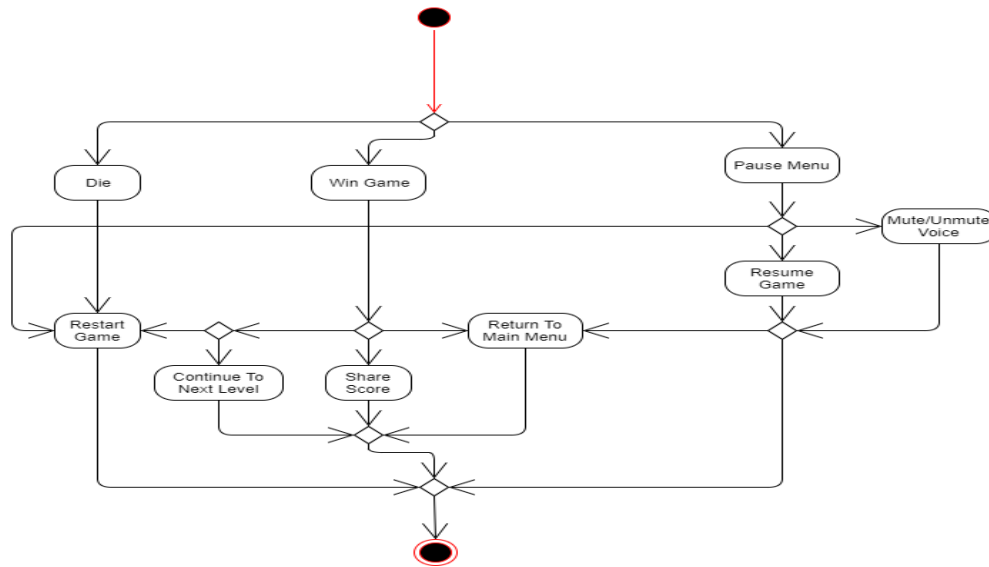 Die
Win Game
Pause Menu
Mute/Unmute
Voice
Resume
Game
Restart
Game
Return To
Main Menu
Continue To
Next Level
Share
Score